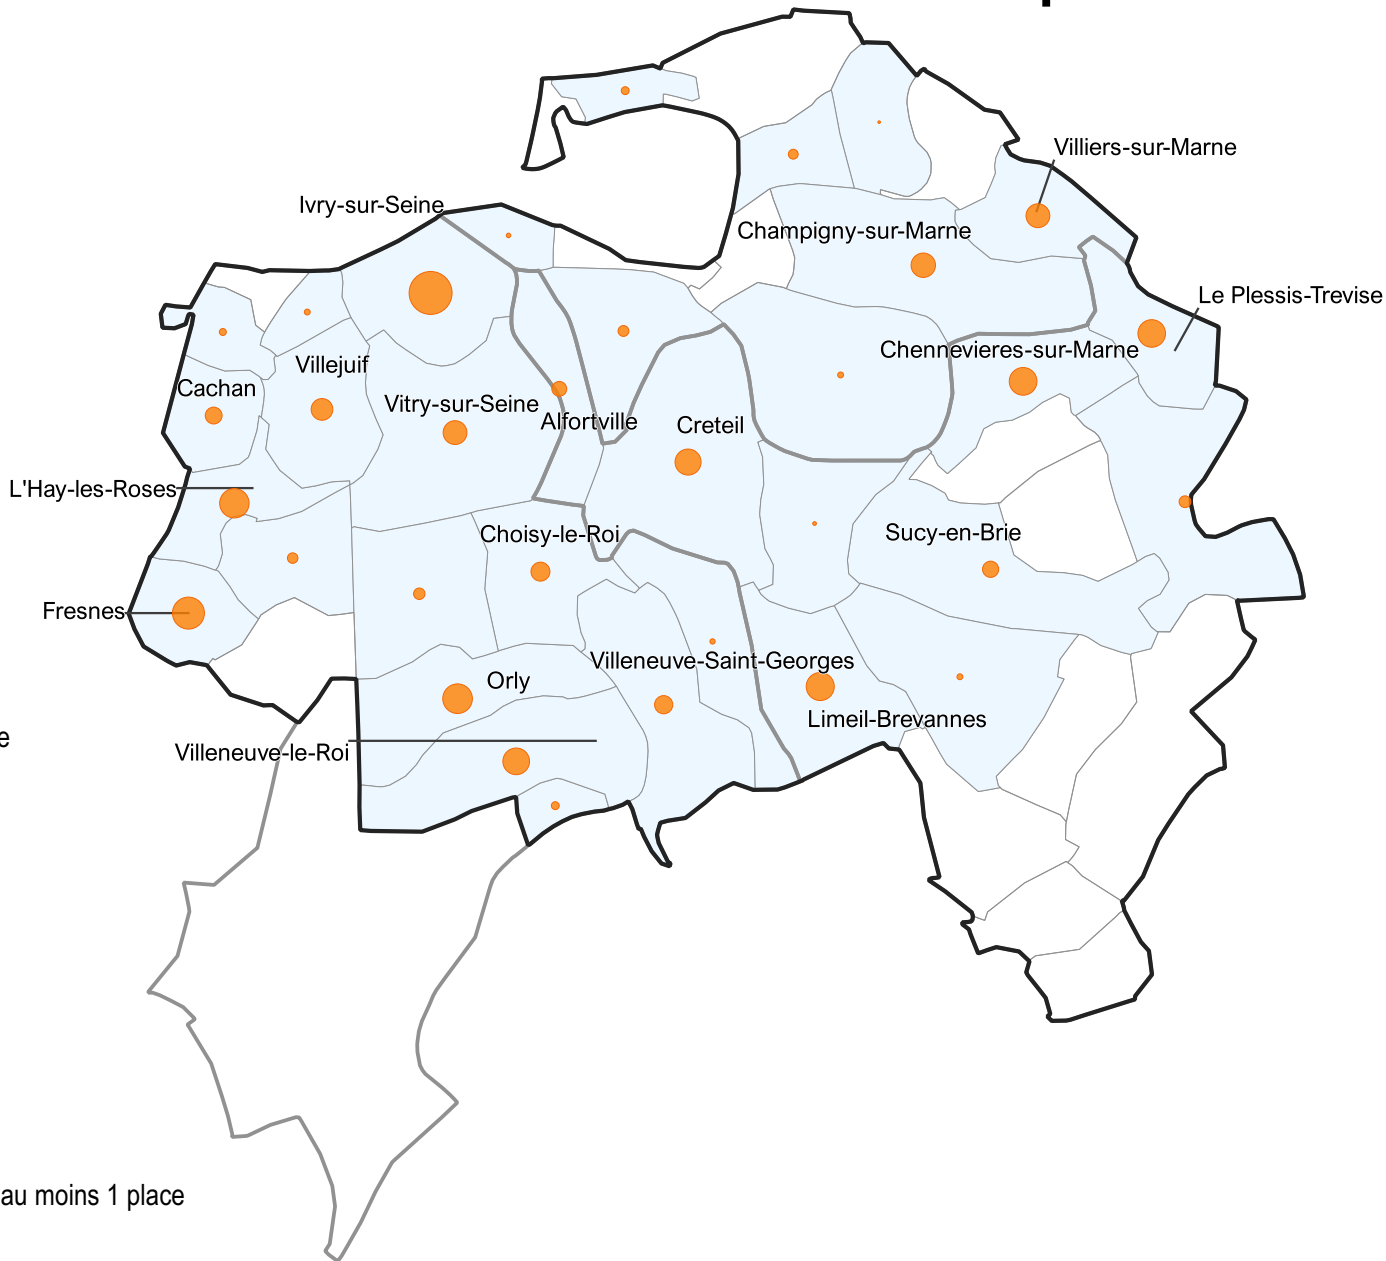 Villiers-sur-Marne
Ivry-sur-Seine
Champigny-sur-Marne
Le Plessis-Trevise
Chennevieres-sur-Marne
Villejuif
Cachan
Vitry-sur-Seine
Alfortville
Creteil
L'Hay-les-Roses
Choisy-le-Roi
Sucy-en-Brie
Fresnes
Villeneuve-Saint-Georges
Orly
Limeil-Brevannes
e
Villeneuve-le-Roi
au moins 1 place